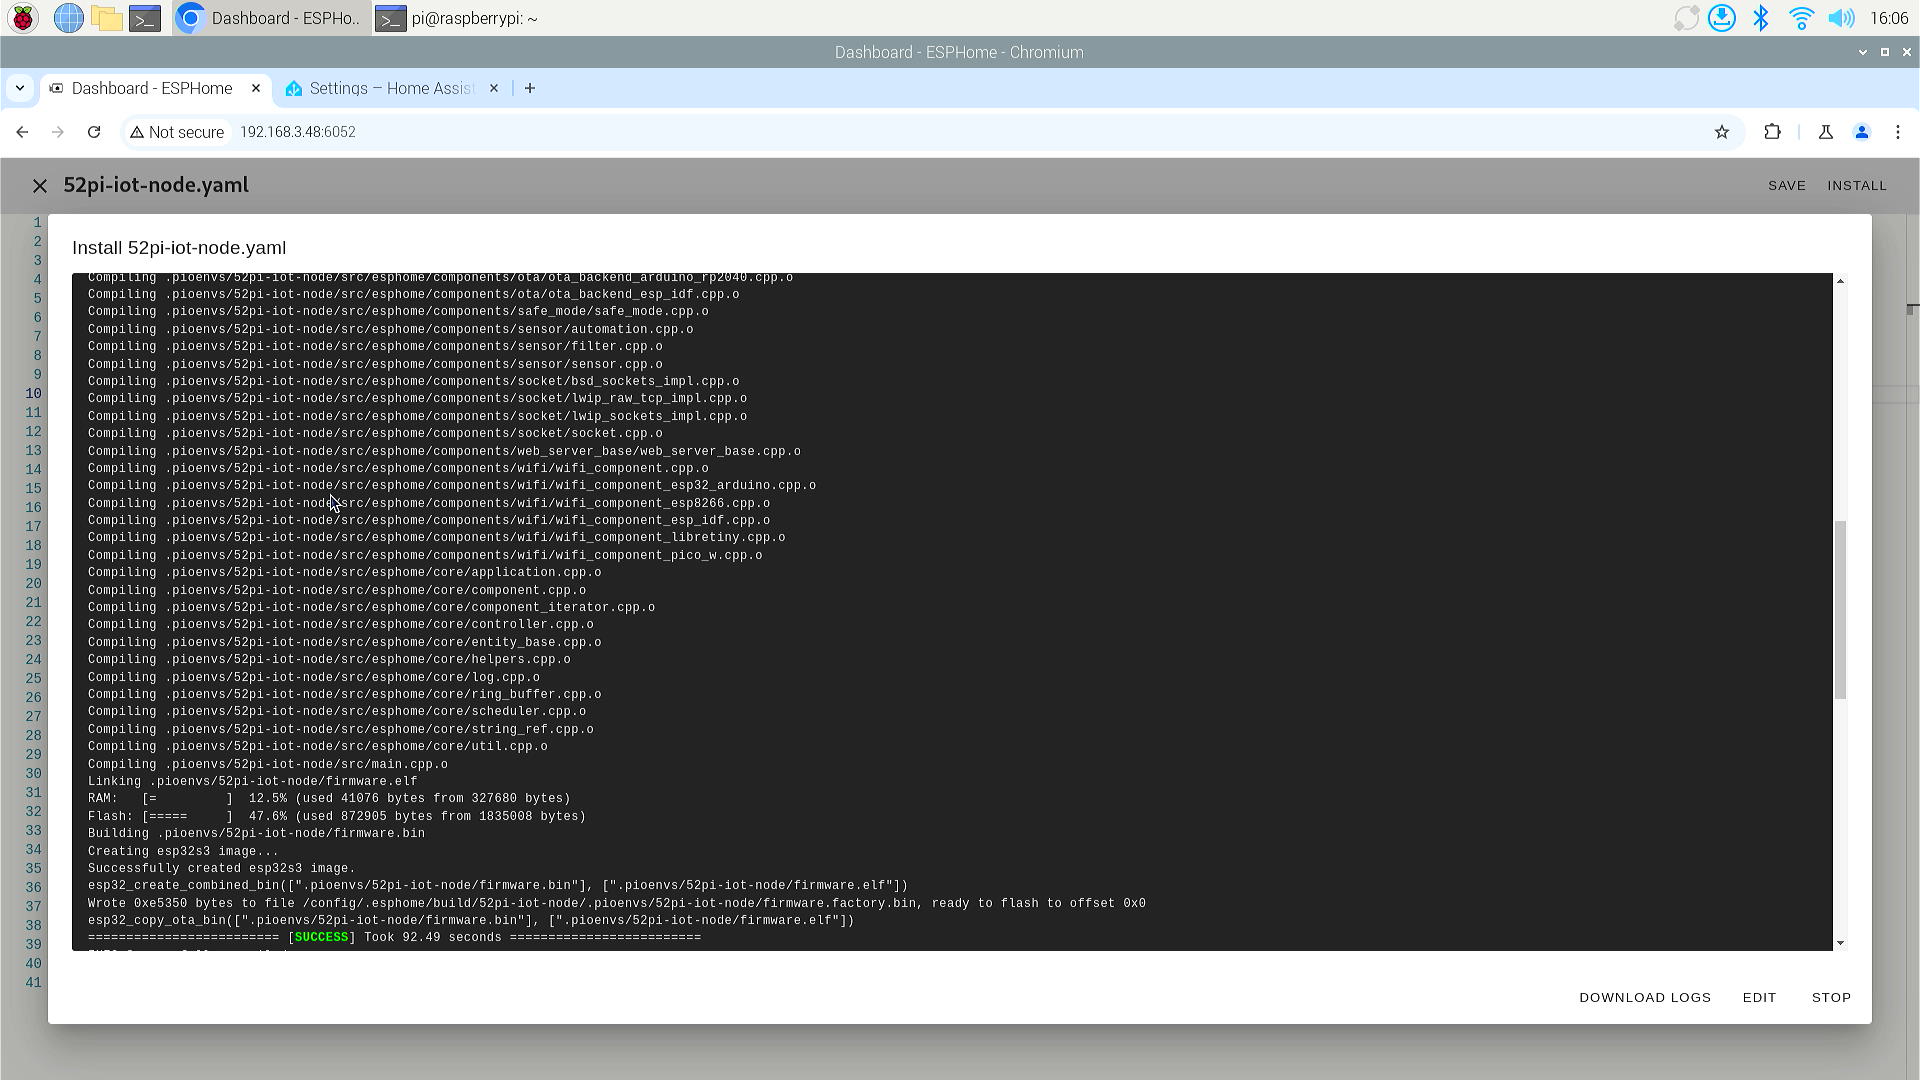 Dashboard - ESPHo..
pi@raspberrypi: ~
16:06
Dashboard - ESPHome - Chromium
Dashboard - ESPHome
Settings – Home Assis
Not secure 192.168.3.48:6052
52pi-iot-node.yaml
SAVE
INSTALL
1
2
3
4
5
6
7
8
9
10
11
12
13
14
15
16
17
18
19
20
21
22
23
24
25
26
27
28
29
30
31
32
33
34
35
36
37
38
39
40
41
Install 52pi-iot-node.yaml
Compiling .pioenvs/52pi-iot-node/src/esphome/components/ota/ota_backend_arduino_rp2040.cpp.o
Compiling .pioenvs/52pi-iot-node/src/esphome/components/ota/ota_backend_esp_idf.cpp.o
Compiling .pioenvs/52pi-iot-node/src/esphome/components/safe_mode/safe_mode.cpp.o
Compiling .pioenvs/52pi-iot-node/src/esphome/components/sensor/automation.cpp.o
Compiling .pioenvs/52pi-iot-node/src/esphome/components/sensor/filter.cpp.o
Compiling .pioenvs/52pi-iot-node/src/esphome/components/sensor/sensor.cpp.o
Compiling .pioenvs/52pi-iot-node/src/esphome/components/socket/bsd_sockets_impl.cpp.o
Compiling .pioenvs/52pi-iot-node/src/esphome/components/socket/lwip_raw_tcp_impl.cpp.o
Compiling .pioenvs/52pi-iot-node/src/esphome/components/socket/lwip_sockets_impl.cpp.o
Compiling .pioenvs/52pi-iot-node/src/esphome/components/socket/socket.cpp.o
Compiling .pioenvs/52pi-iot-node/src/esphome/components/web_server_base/web_server_base.cpp.o
Compiling .pioenvs/52pi-iot-node/src/esphome/components/wifi/wifi_component.cpp.o
Compiling .pioenvs/52pi-iot-node/src/esphome/components/wifi/wifi_component_esp32_arduino.cpp.o
Compiling .pioenvs/52pi-iot-node/src/esphome/components/wifi/wifi_component_esp8266.cpp.o
Compiling .pioenvs/52pi-iot-node/src/esphome/components/wifi/wifi_component_esp_idf.cpp.o
Compiling .pioenvs/52pi-iot-node/src/esphome/components/wifi/wifi_component_libretiny.cpp.o
Compiling .pioenvs/52pi-iot-node/src/esphome/components/wifi/wifi_component_pico_w.cpp.o
Compiling .pioenvs/52pi-iot-node/src/esphome/core/application.cpp.o
Compiling .pioenvs/52pi-iot-node/src/esphome/core/component.cpp.o
Compiling .pioenvs/52pi-iot-node/src/esphome/core/component_iterator.cpp.o
Compiling .pioenvs/52pi-iot-node/src/esphome/core/controller.cpp.o
Compiling .pioenvs/52pi-iot-node/src/esphome/core/entity_base.cpp.o
Compiling .pioenvs/52pi-iot-node/src/esphome/core/helpers.cpp.o
Compiling .pioenvs/52pi-iot-node/src/esphome/core/log.cpp.o
Compiling .pioenvs/52pi-iot-node/src/esphome/core/ring_buffer.cpp.o
Compiling .pioenvs/52pi-iot-node/src/esphome/core/scheduler.cpp.o
Compiling .pioenvs/52pi-iot-node/src/esphome/core/string_ref.cpp.o
Compiling .pioenvs/52pi-iot-node/src/esphome/core/util.cpp.o
Compiling .pioenvs/52pi-iot-node/src/main.cpp.o
Linking .pioenvs/52pi-iot-node/firmware.elf
RAM:   [=         ]  12.5% (used 41076 bytes from 327680 bytes)
Flash: [=====     ]  47.6% (used 872905 bytes from 1835008 bytes)
Building .pioenvs/52pi-iot-node/firmware.bin
Creating esp32s3 image...
Successfully created esp32s3 image.
esp32_create_combined_bin([".pioenvs/52pi-iot-node/firmware.bin"], [".pioenvs/52pi-iot-node/firmware.elf"])
Wrote 0xe5350 bytes to file /config/.esphome/build/52pi-iot-node/.pioenvs/52pi-iot-node/firmware.factory.bin, ready to flash to offset 0x0
esp32_copy_ota_bin([".pioenvs/52pi-iot-node/firmware.bin"], [".pioenvs/52pi-iot-node/firmware.elf"])
========================= [SUCCESS] Took 92.49 seconds =========================
DOWNLOAD LOGS
EDIT
STOP